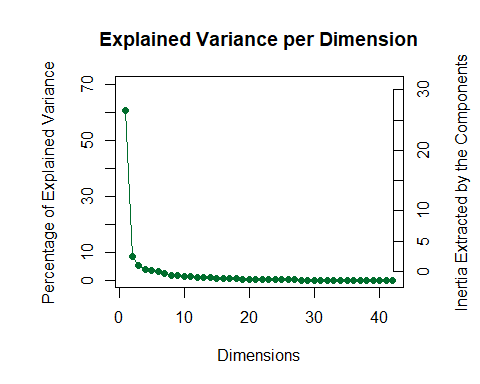 Explained Variance per Dimension
Percentage of Explained Variance
70
50
30
10
0
30
20
10
5
0
Inertia Extracted by the Components
0 10 20 30 40
Dimensions